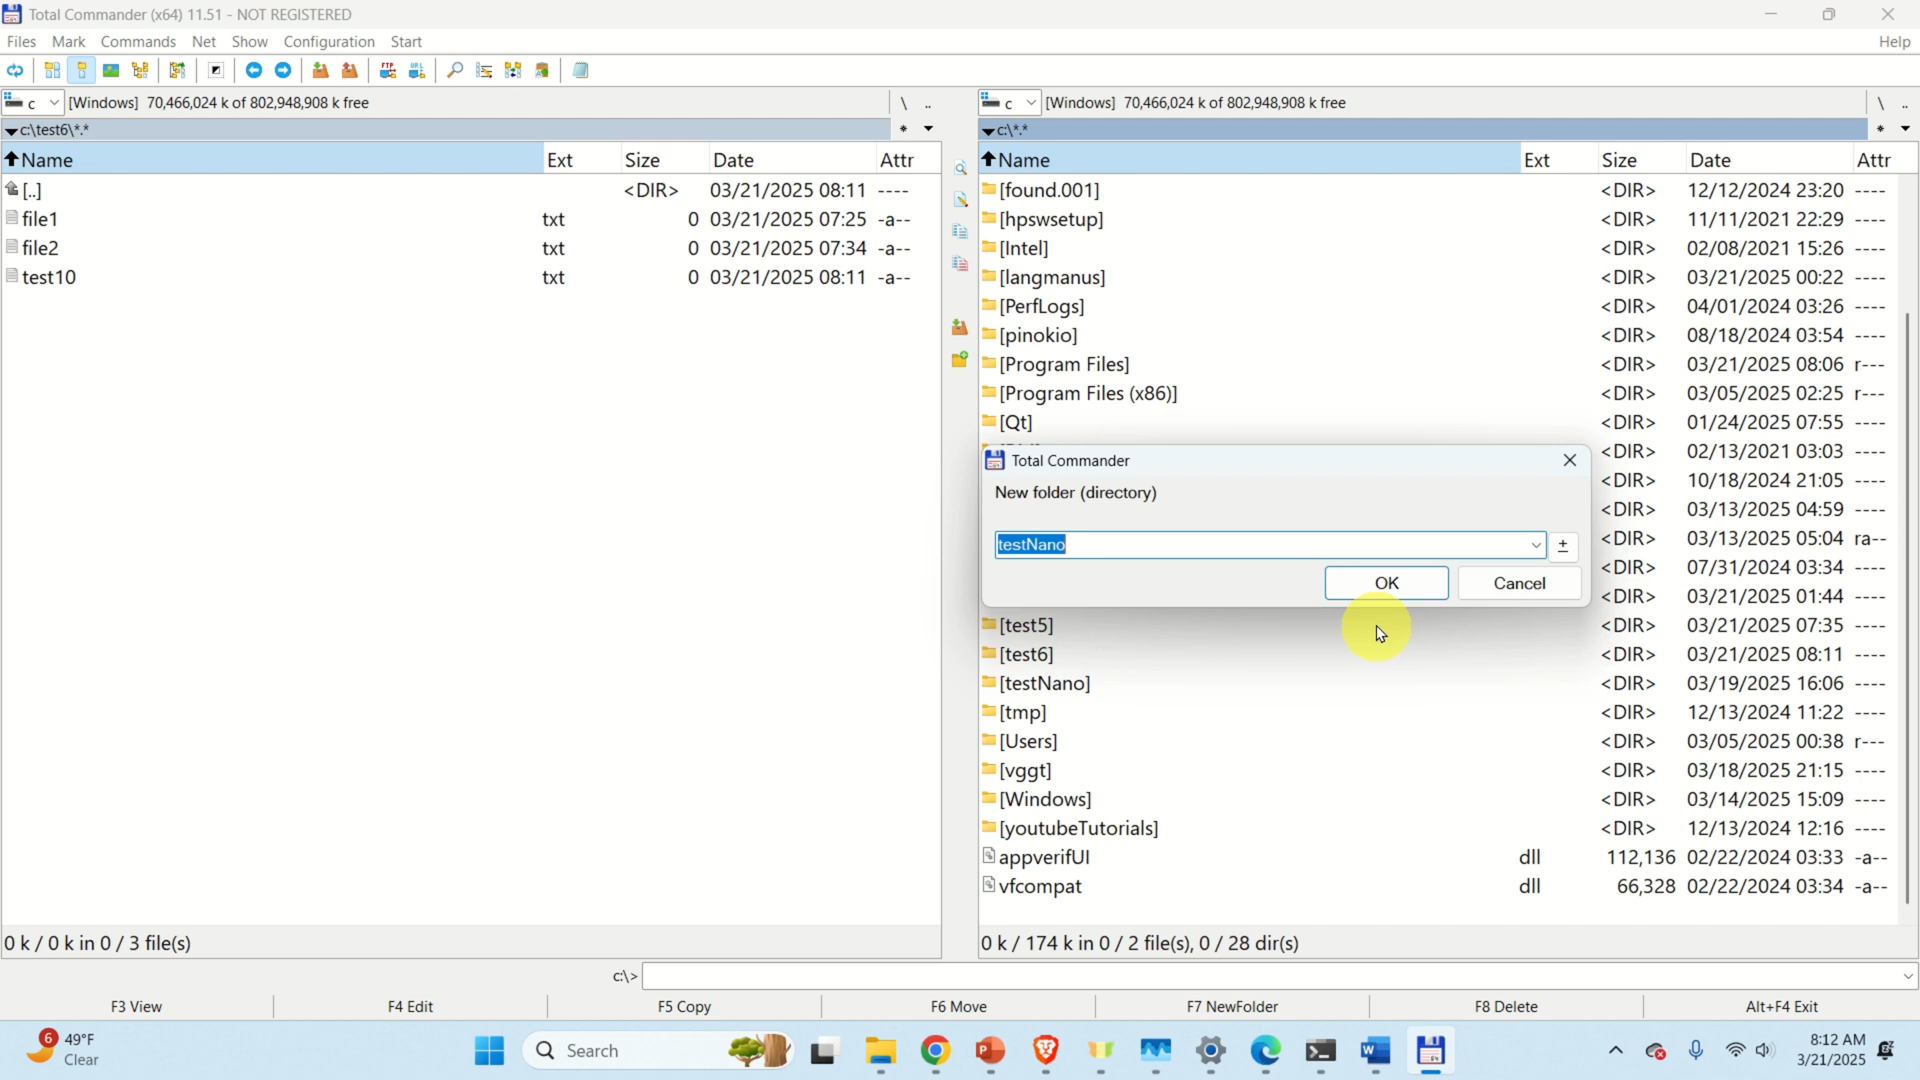 Total Commander (x64) 11.51 - NOT REGISTERED
Files Mark Commands Net Show Configuration Start Help
c [Windows] 70,466,024 k of 802,948,908 k free \ ..
c [Windows] 70,466,024 k of 802,948,908 k free \ ..
c:\test6\*.* *
c:\*.* *
Name Ext Size Date Attr
[..] <DIR> 03/21/2025 08:11 ----
file1 txt 0 03/21/2025 07:25 -a--
file2 txt 0 03/21/2025 07:34 -a--
test10 txt 0 03/21/2025 08:11 -a--
0 k / 0 k in 0 / 3 file(s)
Name Ext Size Date Attr
[found.001] <DIR> 12/12/2024 23:20 ----
[hpswsetup] <DIR> 11/11/2021 22:29 ----
[Intel] <DIR> 02/08/2021 15:26 ----
[langmanus] <DIR> 03/21/2025 00:22 ----
[PerfLogs] <DIR> 04/01/2024 03:26 ----
[pinokio] <DIR> 08/18/2024 03:54 ----
[Program Files] <DIR> 03/21/2025 08:06 r---
[Program Files (x86)] <DIR> 03/05/2025 02:25 r---
[Qt] <DIR> 01/24/2025 07:55 ----
<DIR> 02/13/2021 03:03 ----
<DIR> 10/18/2024 21:05 ----
<DIR> 03/13/2025 04:59 ----
<DIR> 03/13/2025 05:04 ra--
<DIR> 07/31/2024 03:34 ----
<DIR> 03/21/2025 01:44 ----
[test5] <DIR> 03/21/2025 07:35 ----
[test6] <DIR> 03/21/2025 08:11 ----
[testNano] <DIR> 03/19/2025 16:06 ----
[tmp] <DIR> 12/13/2024 11:22 ----
[Users] <DIR> 03/05/2025 00:38 r---
[vggt] <DIR> 03/18/2025 21:15 ----
[Windows] <DIR> 03/14/2025 15:09 ----
[youtubeTutorials] <DIR> 12/13/2024 12:16 ----
appverifUI dll 112,136 02/22/2024 03:33 -a--
vfcompat dll 66,328 02/22/2024 03:34 -a--
0 k / 174 k in 0 / 2 file(s), 0 / 28 dir(s)
Total Commander
New folder (directory)
testNano
OK Cancel
c:\>
F3 View F4 Edit F5 Copy F6 Move F7 NewFolder F8 Delete Alt+F4 Exit
6 49°F
Clear
Search
8:12 AM
3/21/2025